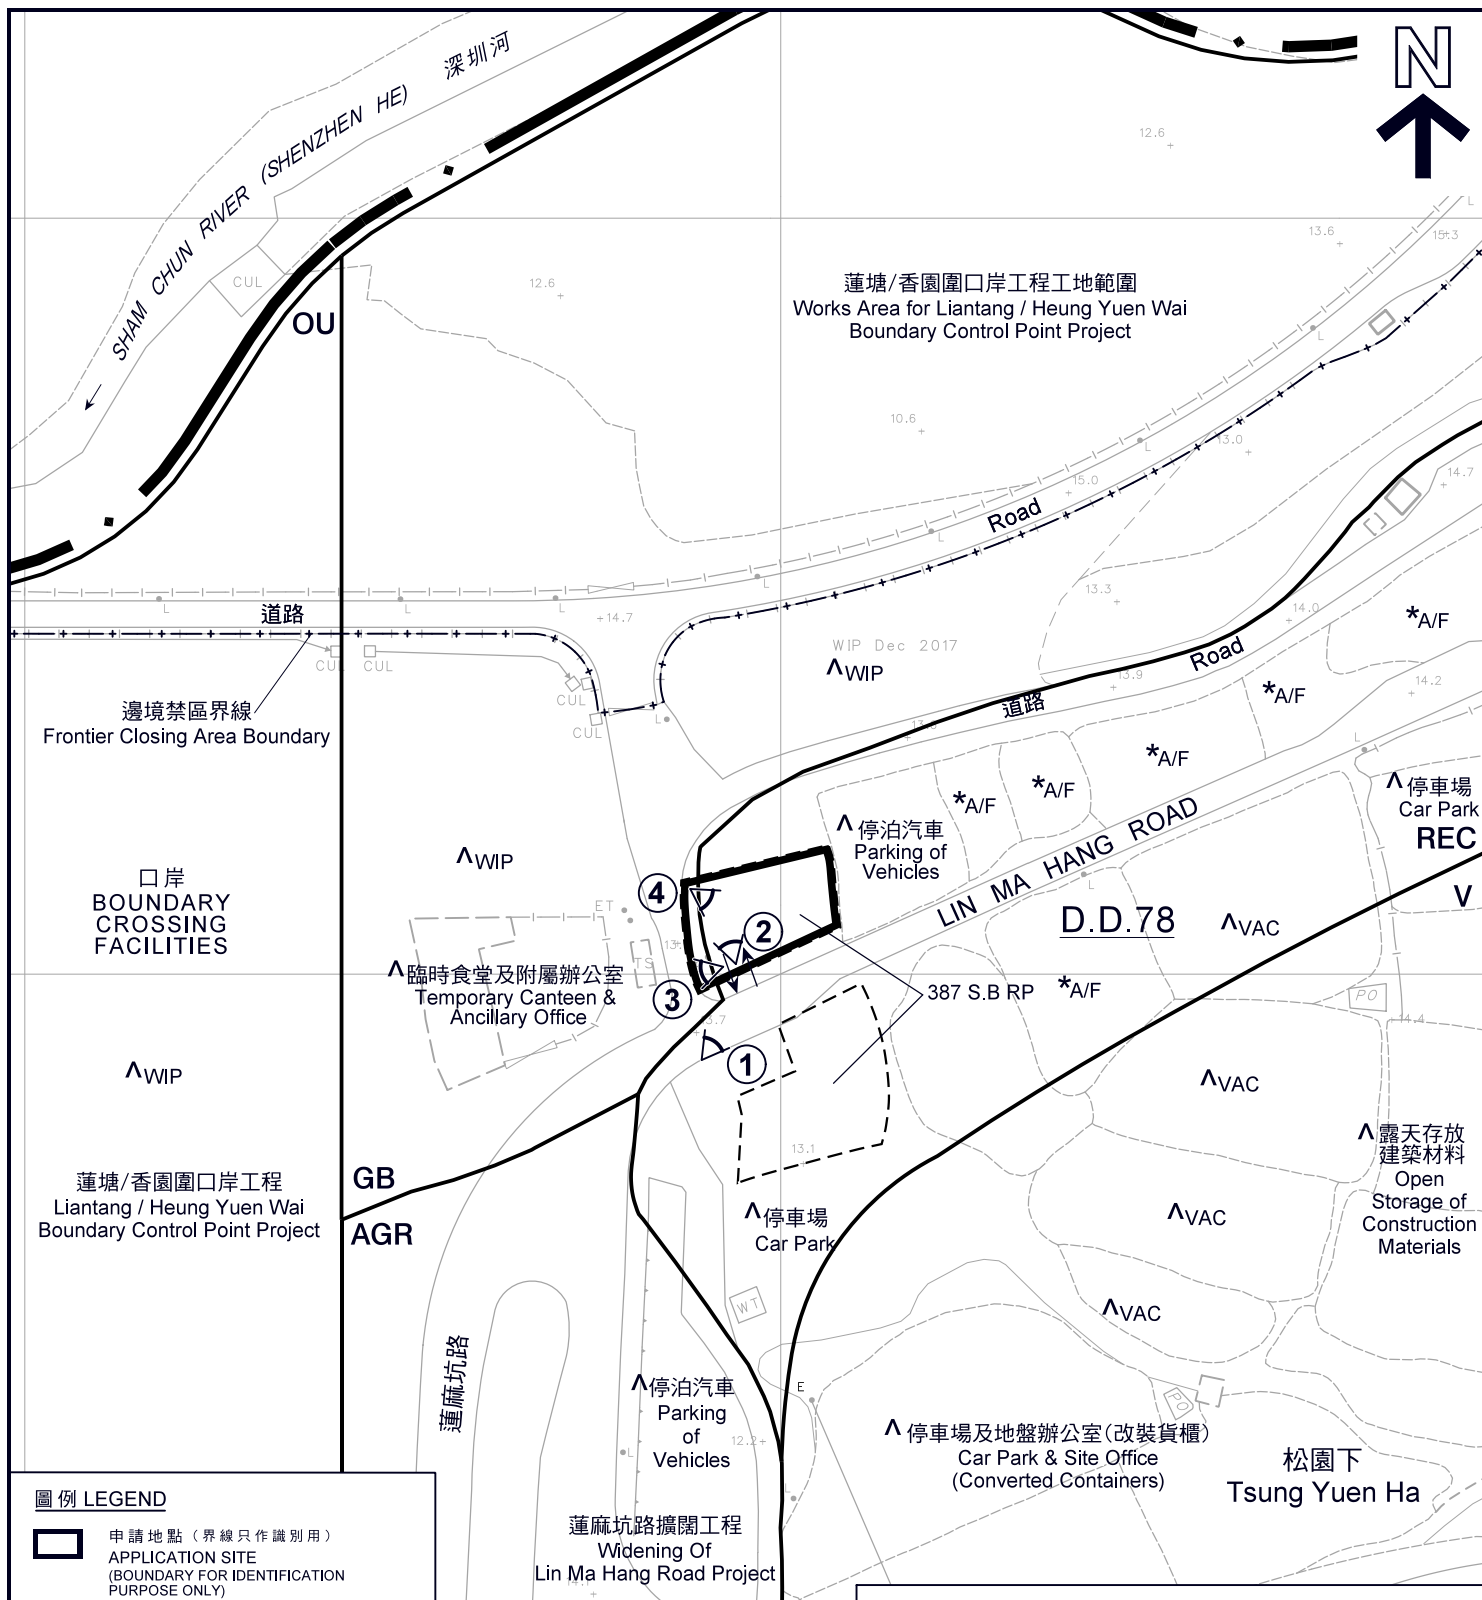 N
深圳河
SHAM CHUN RIVER (SHENZHEN HE)
12.6
13.6
15.3
CUL
12.6
OU
蓮塘/香園圍口岸工程工地範圍
Works Area for Liantang / Heung Yuen Wai
Boundary Control Point Project
L
L
10.6
13.0
L
14.7
15.0
Road
L
L
13.3
14.0
L
L
L
道路
14.7
WIP Dec 2017
^WIP
Road
*A/F
CUL
CUL
CUL
CUL
L
13.9
14.2
*A/F
道路
邊境禁區界線
Frontier Closing Area Boundary
*A/F
L
*A/F
*A/F
^停車場
Car Park
REC
V
^停泊汽車
Parking of
Vehicles
LIN MA HANG ROAD
L
^WIP
口岸
BOUNDARY
CROSSING
FACILITIES
4
2
3
1
ET
TS
D.D.78
^VAC
^臨時食堂及附屬辦公室
Temporary Canteen &
Ancillary Office
387 S.B RP
*A/F
PO
14.4
13.7
^WIP
^VAC
13.1
^露天存放
建築材料
Open
Storage of
Construction
Materials
GB
AGR
蓮塘/香園圍口岸工程
Liantang / Heung Yuen Wai
Boundary Control Point Project
^停車場
Car Park
^VAC
WT
^VAC
蓮麻坑路
^停泊汽車
Parking
of
Vehicles
E
PO
12.2
L
L
^停車場及地盤辦公室(改裝貨櫃)
Car Park & Site Office
(Converted Containers)
松園下
Tsung Yuen Ha
蓮麻坑路擴闊工程
Widening Of
Lin Ma Hang Road Project
圖例 LEGEND
申請地點（界線只作識別用）
APPLICATION SITE
(BOUNDARY FOR IDENTIFICATION
PURPOSE ONLY)